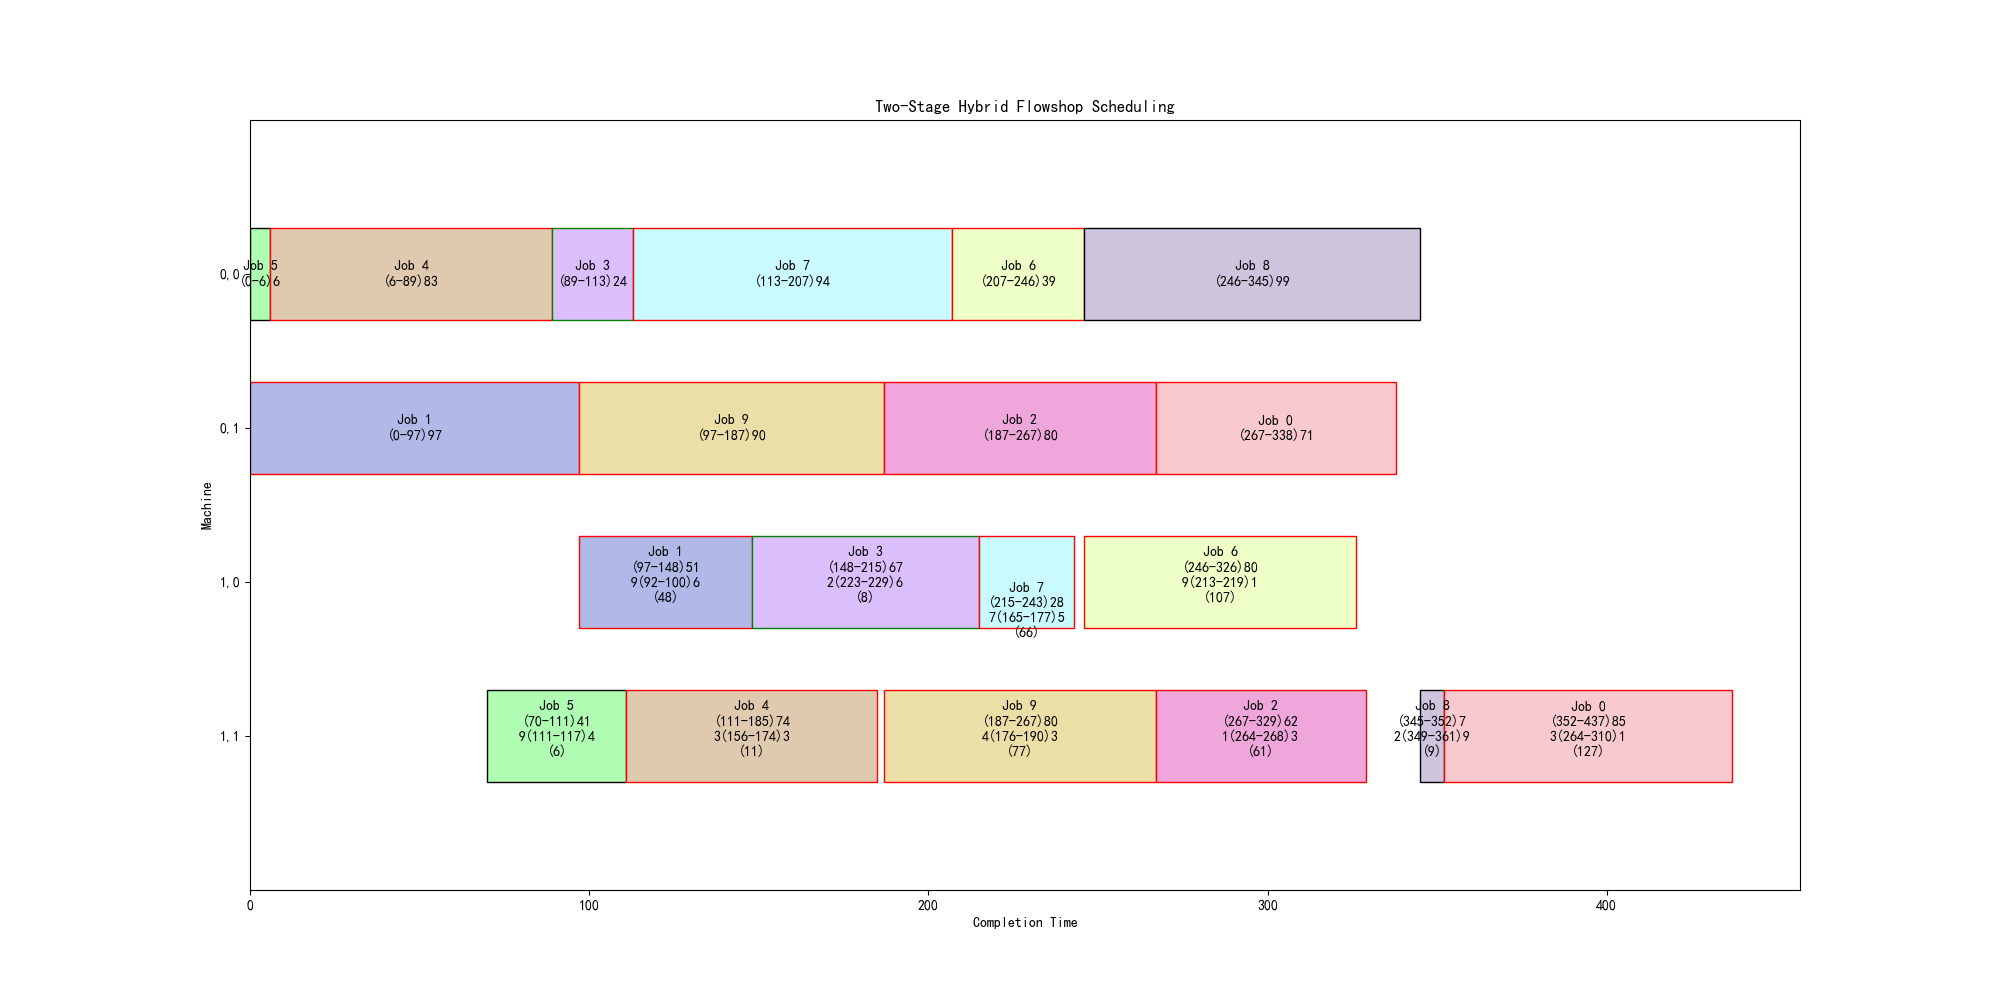 Two-Stage Hybrid Flowshop Scheduling
0,0
Job 5
(0-6)6
Job 4
(6-89)83
Job 3
(89-113)24
Job 7
(113-207)94
Job 6
(207-246)39
Job 8
(246-345)99
0,1
Job 1
(0-97)97
Job 9
(97-187)90
Job 2
(187-267)80
Job 0
(267-338)71
Machine
1,0
Job 1
(97-148)51
9(92-100)6
(48)
Job 3
(148-215)67
2(223-229)6
(8)
Job 7
(215-243)28
7(165-177)5
(66)
Job 6
(246-326)80
9(213-219)1
(107)
1,1
Job 5
(70-111)41
9(111-117)4
(6)
Job 4
(111-185)74
3(156-174)3
(11)
Job 9
(187-267)80
4(176-190)3
(77)
Job 2
(267-329)62
1(264-268)3
(61)
Job 8
(345-352)7
2(349-361)9
(9)
Job 0
(352-437)85
3(264-310)1
(127)
0 100 200 300 400
Completion Time